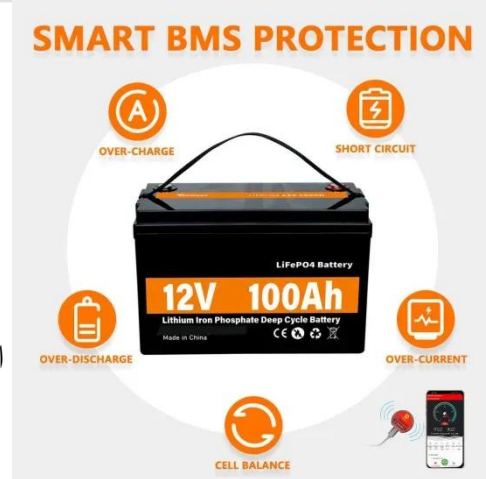 SMART BMS PROTECTION
OVER-CHARGE
SHORT CIRCUIT
LiFePO4 Battery
12V 100Ah
Lithium Iron Phosphate Deep Cycle Battery
Made in China
CE
OVER-DISCHARGE
OVER-CURRENT
CELL BALANCE